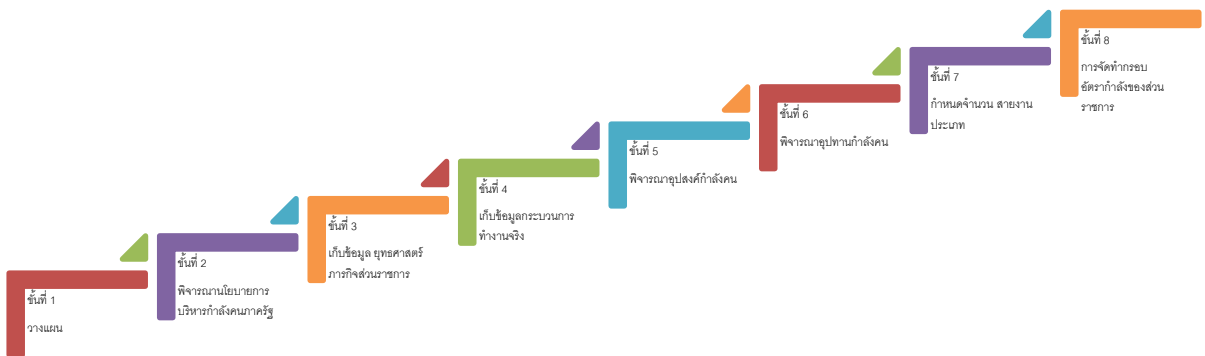 ขั้นที่ 1
วางแผน
ขั้นที่ 2
พิจารณานโยบายการ
บริหารกำลังคนภาครัฐ
ขั้นที่ 3
เก็บข้อมูล ยุทธศาสตร์
ภารกิจส่วนราชการ
ขั้นที่ 4
เก็บข้อมูลกระบวนการ
ทำงานจริง
ขั้นที่ 5
พิจารณาอุปสงค์กำลังคน
ขั้นที่ 6
พิจารณาอุปทานกำลังคน
ขั้นที่ 7
กำหนดจำนวน สายงาน
ประเภท
ขั้นที่ 8
การจัดทำกรอบ
อัตรากำลังของส่วน
ราชการ